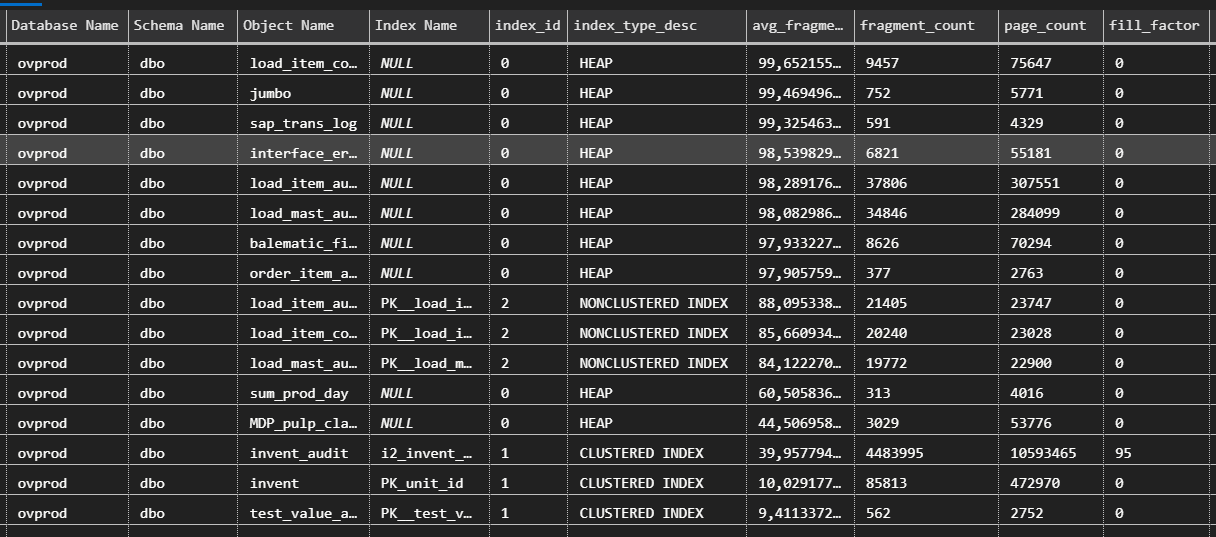 Database Name Schema Name Object Name Index Name index_id index_type_desc avg_fragme… fragment_count page_count fill_factor
ovprod dbo load_item_co… NULL 0 HEAP 99,652155… 9457 75647 0
ovprod dbo jumbo NULL 0 HEAP 99,469496… 752 5771 0
ovprod dbo sap_trans_log NULL 0 HEAP 99,325463… 591 4329 0
ovprod dbo interface_er… NULL 0 HEAP 98,539829… 6821 55181 0
ovprod dbo load_item_au… NULL 0 HEAP 98,289176… 37806 307551 0
ovprod dbo load_mast_au… NULL 0 HEAP 98,082986… 34846 284099 0
ovprod dbo balematic_fi… NULL 0 HEAP 97,933227… 8626 70294 0
ovprod dbo order_item_a… NULL 0 HEAP 97,905759… 377 2763 0
ovprod dbo load_item_au… PK__load_i… 2 NONCLUSTERED INDEX 88,095338… 21405 23747 0
ovprod dbo load_item_co… PK__load_i… 2 NONCLUSTERED INDEX 85,660934… 20240 23028 0
ovprod dbo load_mast_au… PK__load_m… 2 NONCLUSTERED INDEX 84,122270… 19772 22900 0
ovprod dbo sum_prod_day NULL 0 HEAP 60,505836… 313 4016 0
ovprod dbo MDP_pulp_cla… NULL 0 HEAP 44,506958… 3029 53776 0
ovprod dbo invent_audit i2_invent_… 1 CLUSTERED INDEX 39,957794… 4483995 10593465 95
ovprod dbo invent PK_unit_id 1 CLUSTERED INDEX 10,029177… 85813 472970 0
ovprod dbo test_value_a… PK__test_v… 1 CLUSTERED INDEX 9,4113372… 562 2752 0